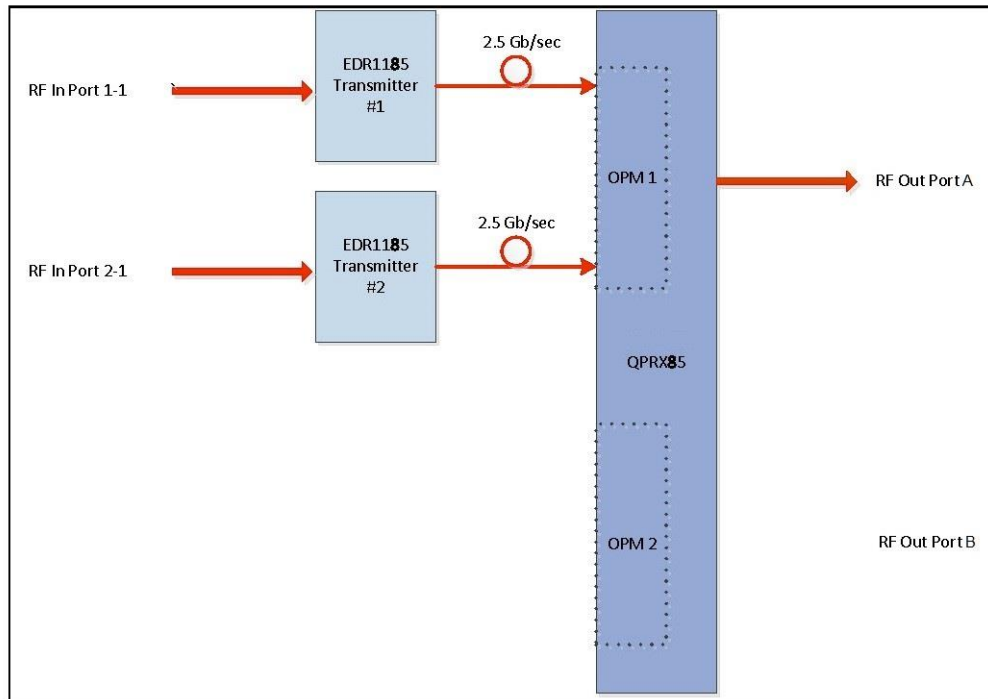 2.5 Gb/sec
RF In Port 1-1
EDR1185
Transmitter
#1
OPM 1
RF Out Port A
2.5 Gb/sec
RF In Port 2-1
EDR1185
Transmitter
#2
QPRX85
OPM 2
RF Out Port B